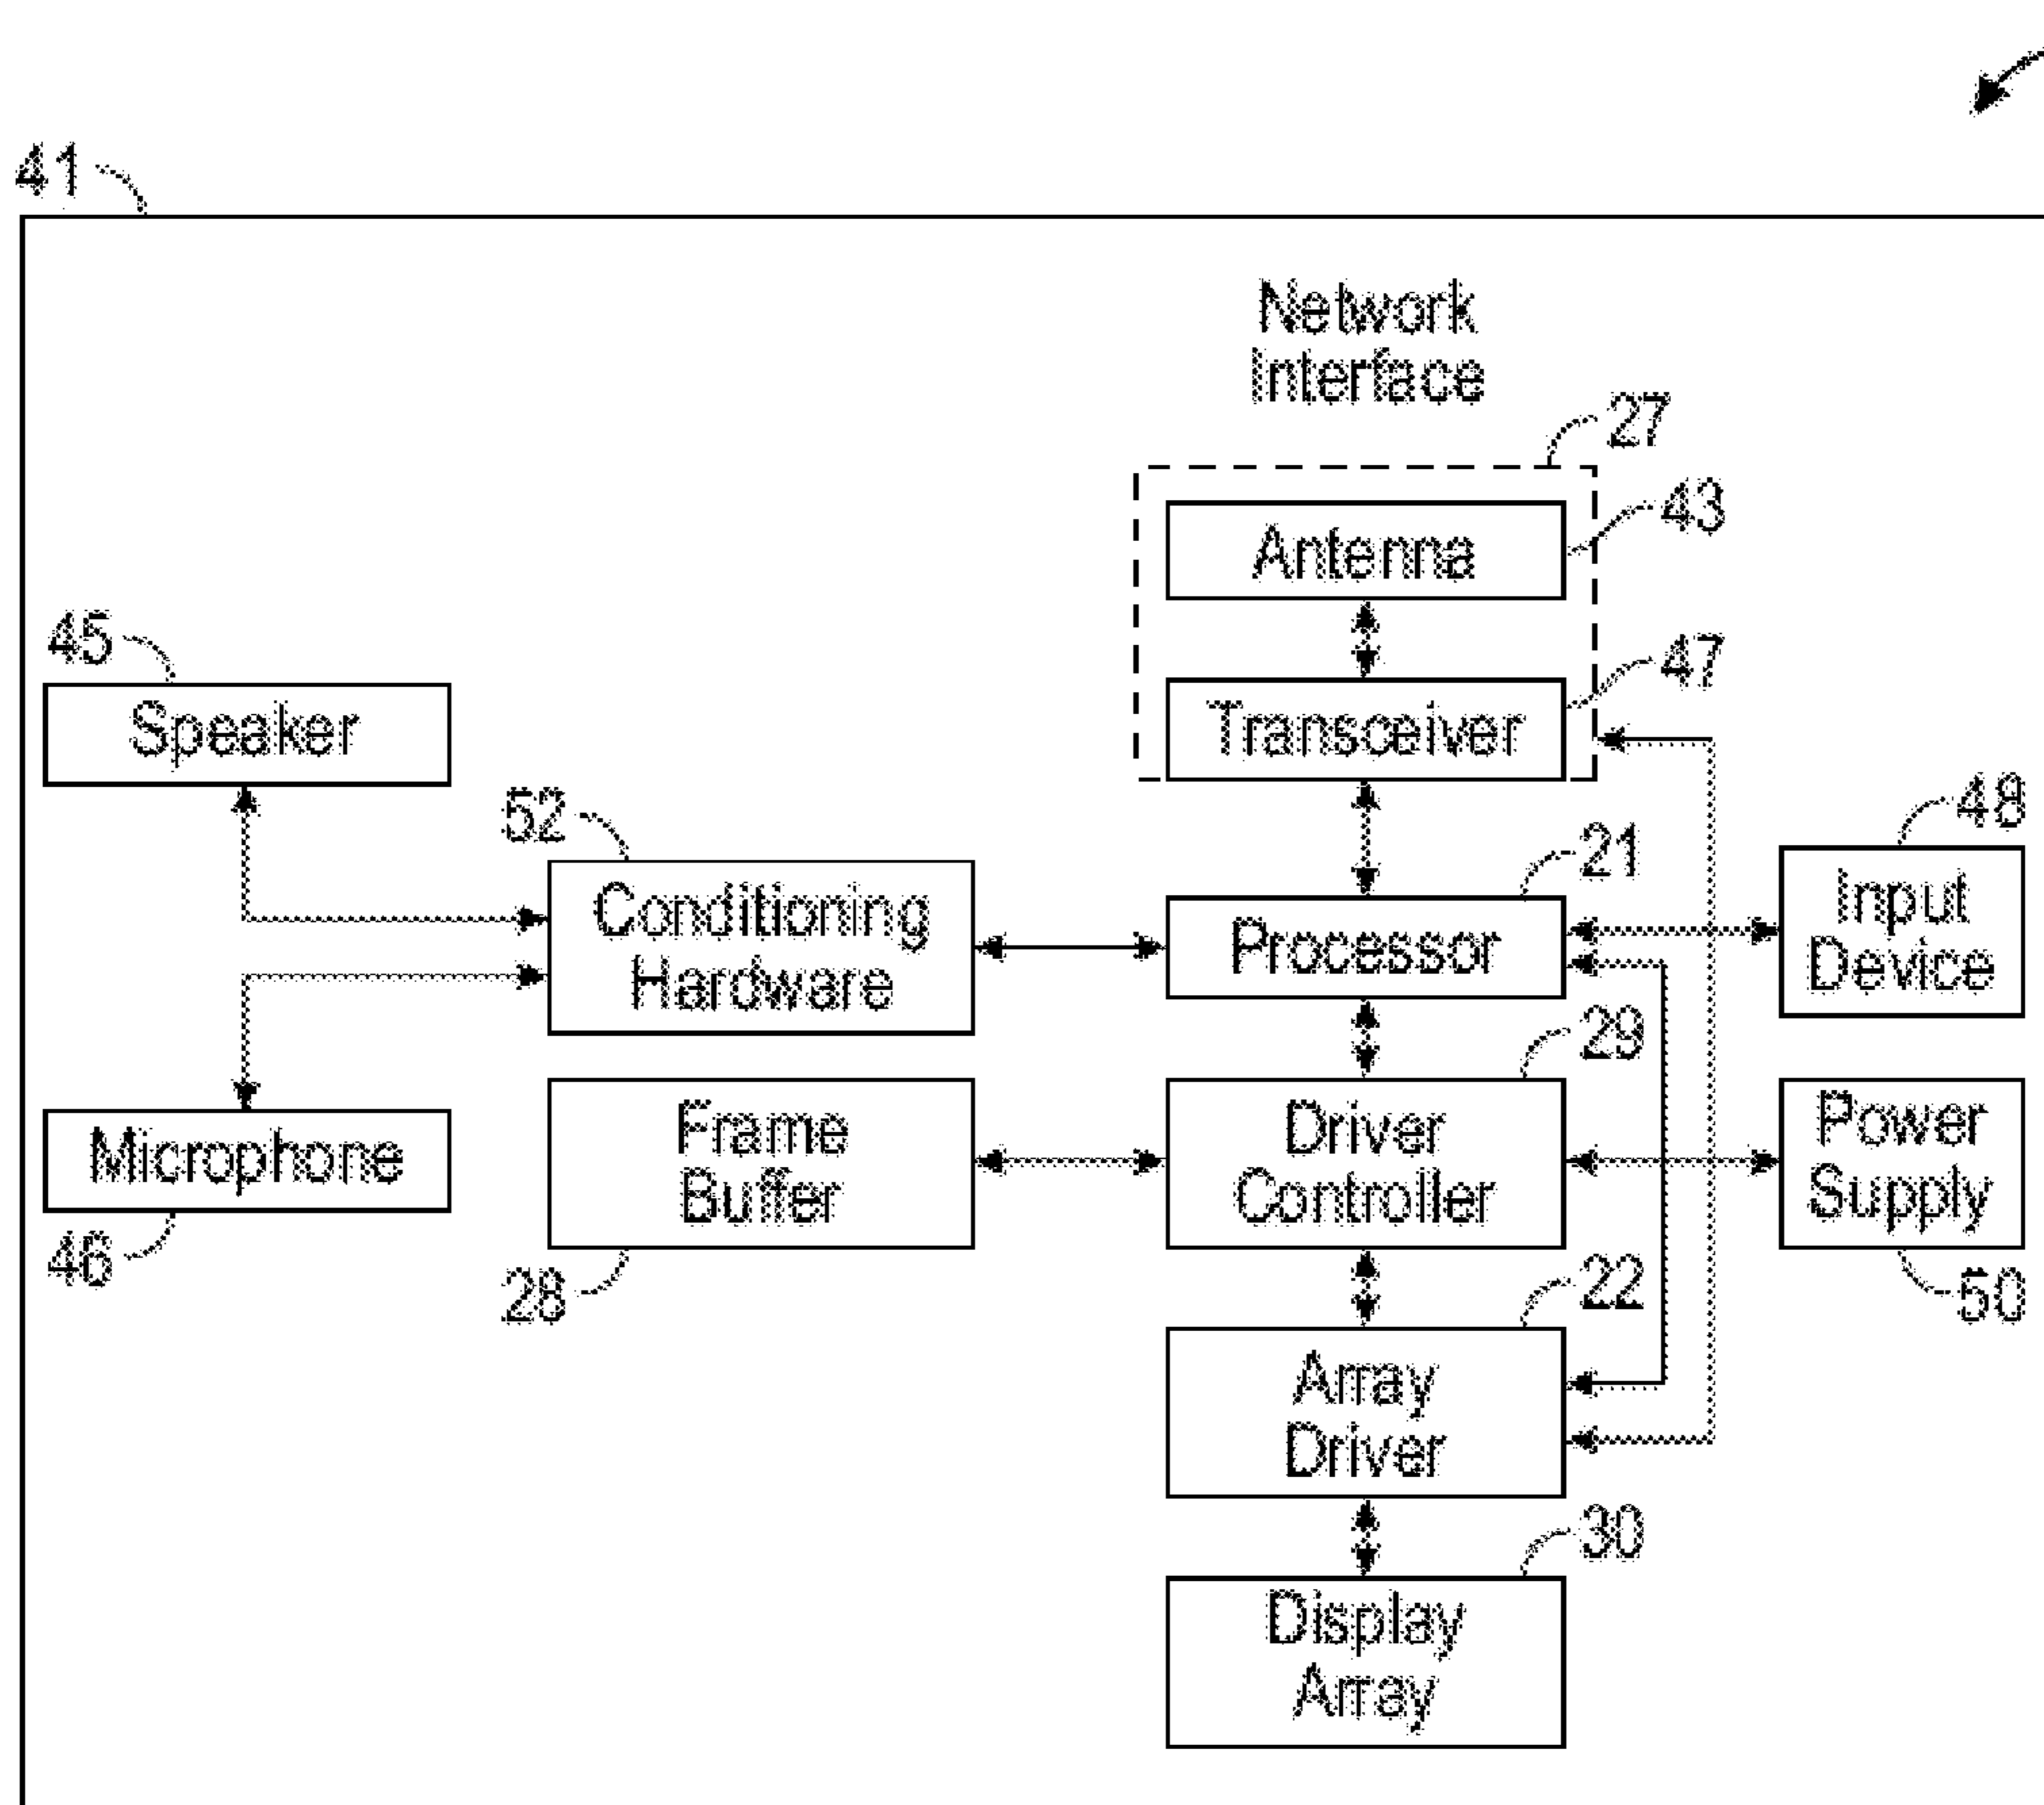 41
Network
Interface
27
Antenna
43
45
Speaker
Transceiver
47
52
Conditioning
Hardware
21
Processor
48
Input
Device
29
Microphone
46
Frame
Buffer
28
Driver
Controller
Power
Supply
50
22
Array
Driver
30
Display
Array